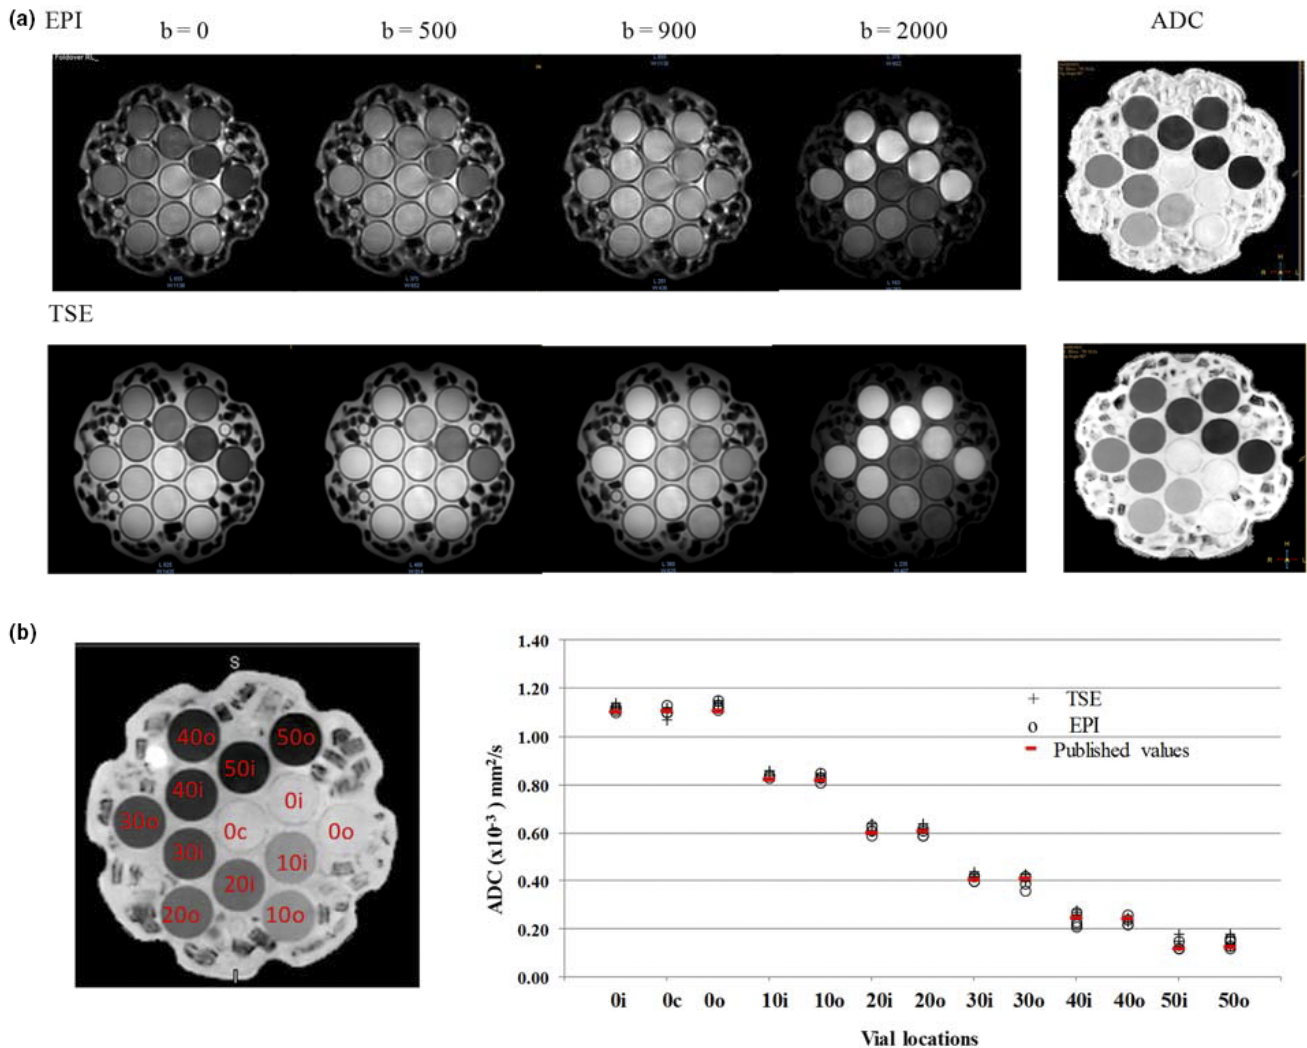 (a) EPI
b = 0
b = 500
b = 900
b = 2000
ADC
Foldover RL_
TSE
(b)
S
40o
50o
50i
40i
0i
30o
0c
0o
30i
10i
20i
20o
10o
I
1.40
1.20
1.00
0.80
0.60
0.40
0.20
0.00
ADC (x10⁻³ ) mm²/s
+ TSE
o EPI
Published values
0i 0c 0o 10i 10o 20i 20o 30i 30o 40i 40o 50i 50o
Vial locations